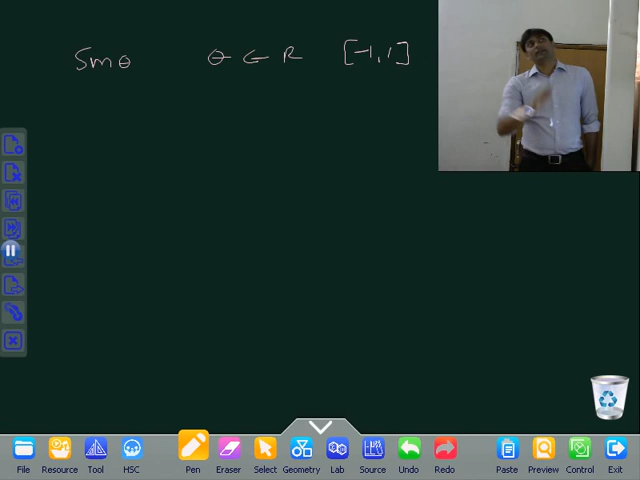 Sinθ θ ∈ R [-1,1]
File Resource Tool HSC Pen Eraser Select Geometry Lab Source Undo Redo Paste Preview Control Exit